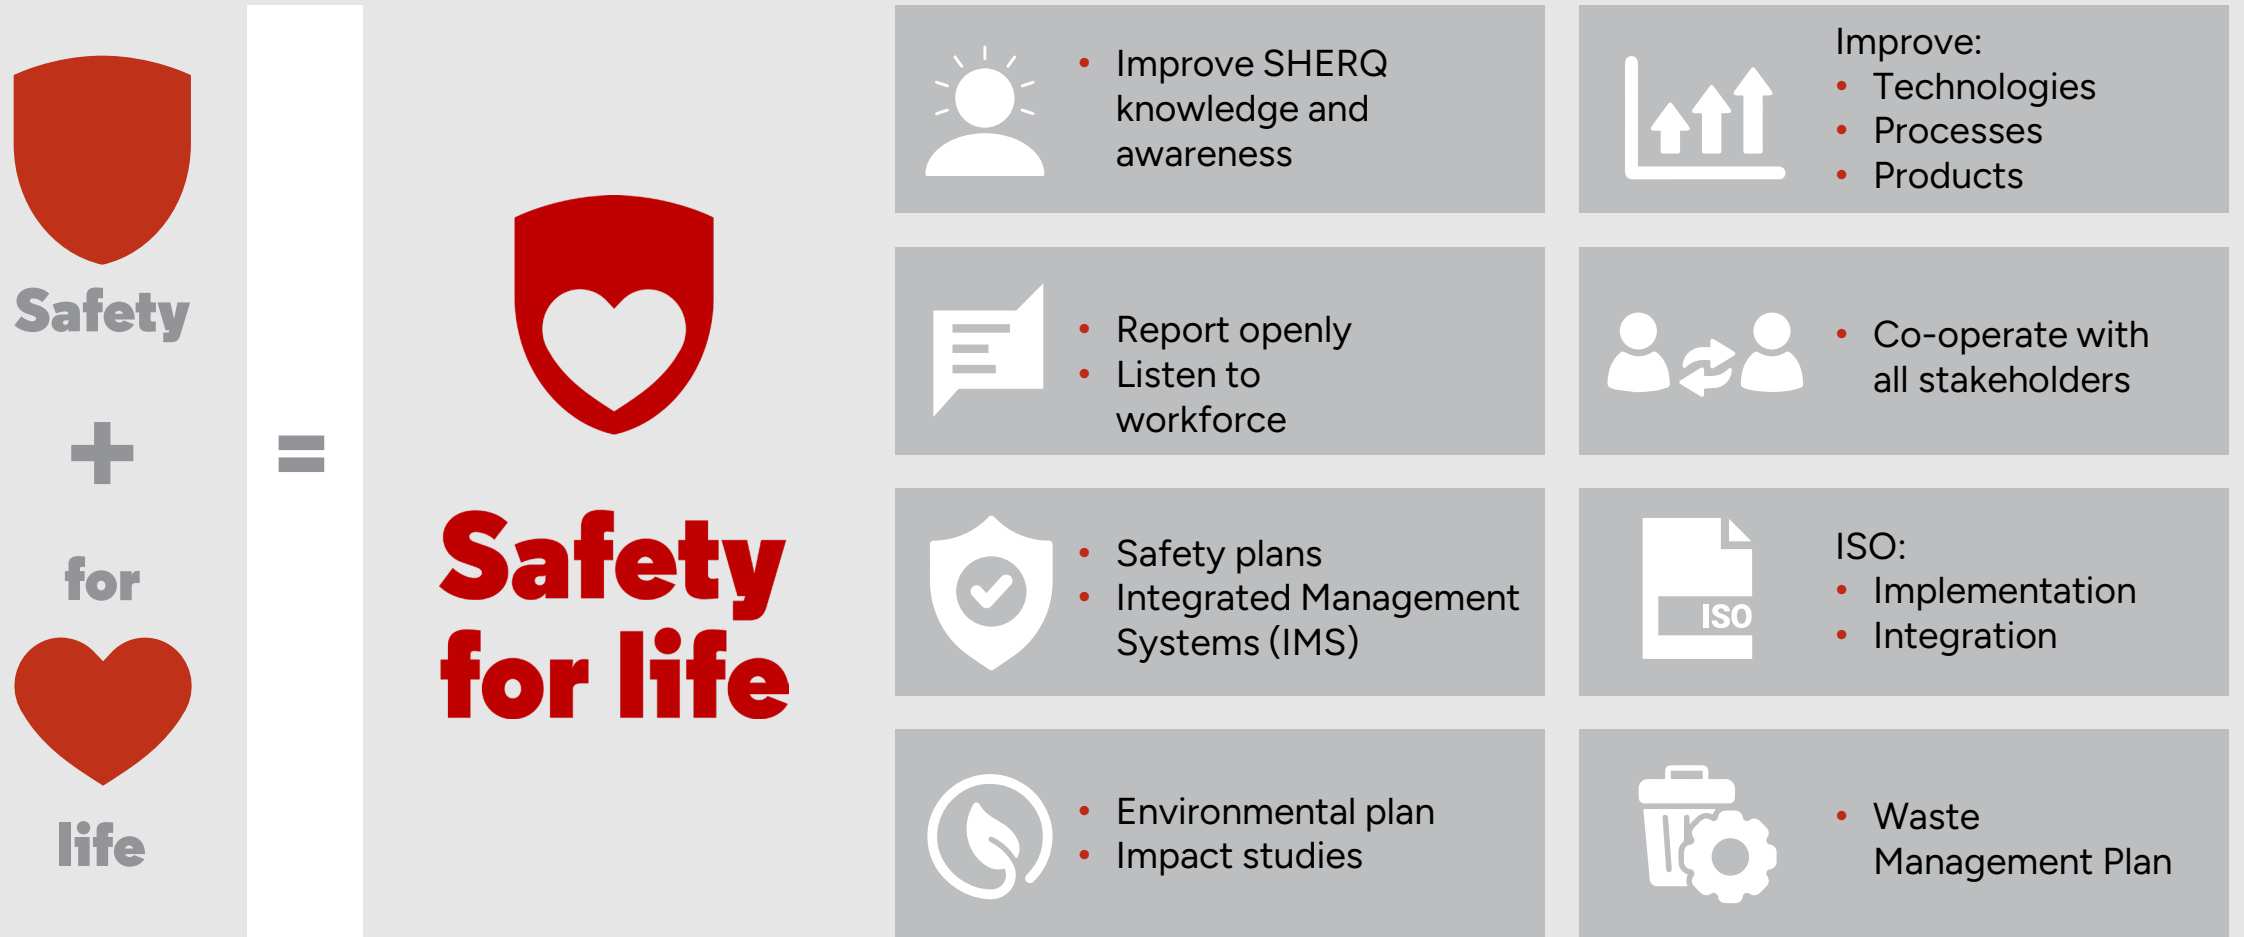 Safety
+
for
life
=
Safety
for life
• Improve SHERQ
knowledge and
awareness
Improve:
• Technologies
• Processes
• Products
• Report openly
• Listen to
workforce
• Co-operate with
all stakeholders
• Safety plans
• Integrated Management
Systems (IMS)
ISO
ISO:
• Implementation
• Integration
• Environmental plan
• Impact studies
• Waste
Management Plan